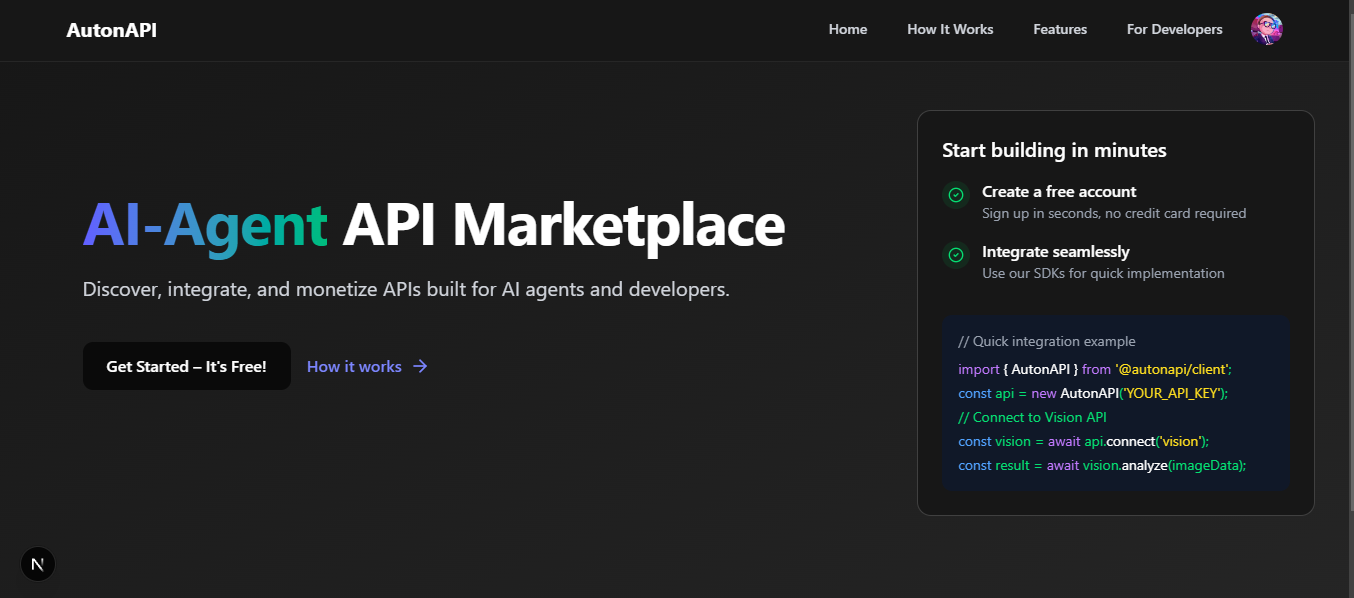 AutonAPI
Home
How It Works
Features
For Developers
AI-Agent API Marketplace
Discover, integrate, and monetize APIs built for AI agents and developers.
Get Started – It's Free!
How it works →
Start building in minutes
Create a free account
Sign up in seconds, no credit card required
Integrate seamlessly
Use our SDKs for quick implementation
// Quick integration example
import { AutonAPI } from '@autonapi/client';
const api = new AutonAPI('YOUR_API_KEY');
// Connect to Vision API
const vision = await api.connect('vision');
const result = await vision.analyze(imageData);
N